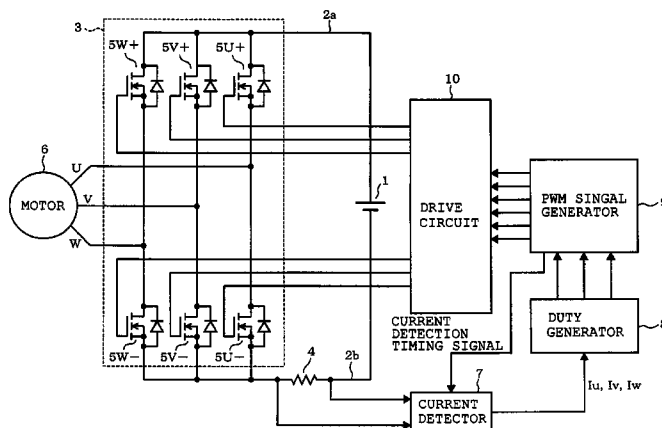 3
5W+
5V+
5U+
2a
10
6
U
MOTOR
V
W
1
DRIVE
CIRCUIT
PWM SINGAL
GENERATOR
CURRENT
DETECTION
TIMING SIGNAL
DUTY
GENERATOR
8
5W-
5V-
5U-
4
2b
7
CURRENT
DETECTOR
Iu, Iv, Iw